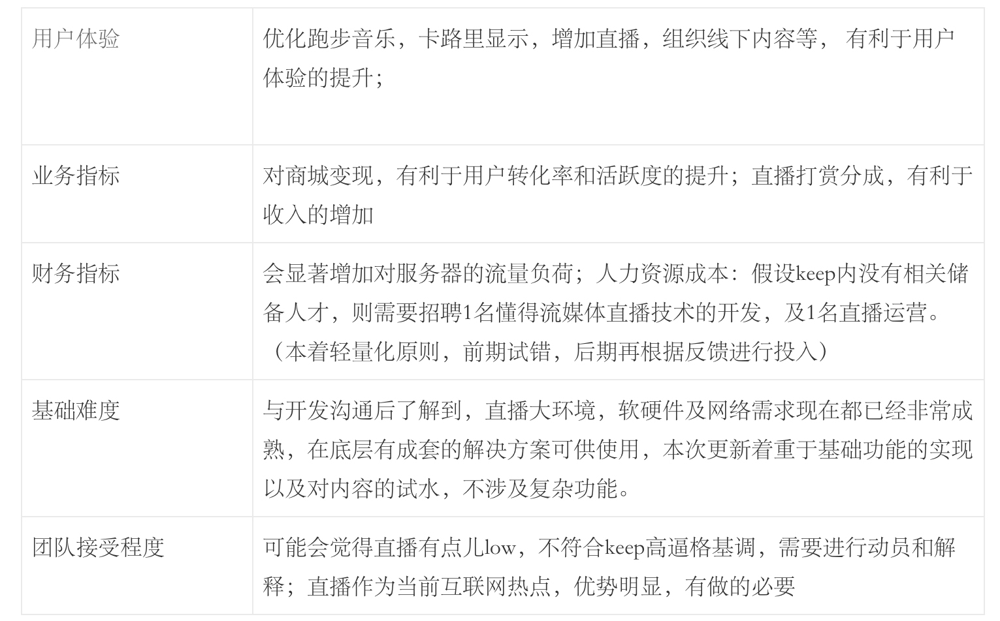 用户体验
优化跑步音乐，卡路里显示，增加直播，组织线下内容等， 有利于用户
体验的提升；
业务指标
对商城变现，有利于用户转化率和活跃度的提升；直播打赏分成，有利于
收入的增加
财务指标
会显著增加对服务器的流量负荷；人力资源成本：假设keep内没有相关储
备人才，则需要招聘1名懂得流媒体直播技术的开发，及1名直播运营。
（本着轻量化原则，前期试错，后期再根据反馈进行投入）
基础难度
与开发沟通后了解到，直播大环境，软硬件及网络需求现在都已经非常成
熟，在底层有成套的解决方案可供使用，本次更新着重于基础功能的实现
以及对内容的试水，不涉及复杂功能。
团队接受程度
可能会觉得直播有点儿low，不符合keep高逼格基调，需要进行动员和解
释；直播作为当前互联网热点，优势明显，有做的必要